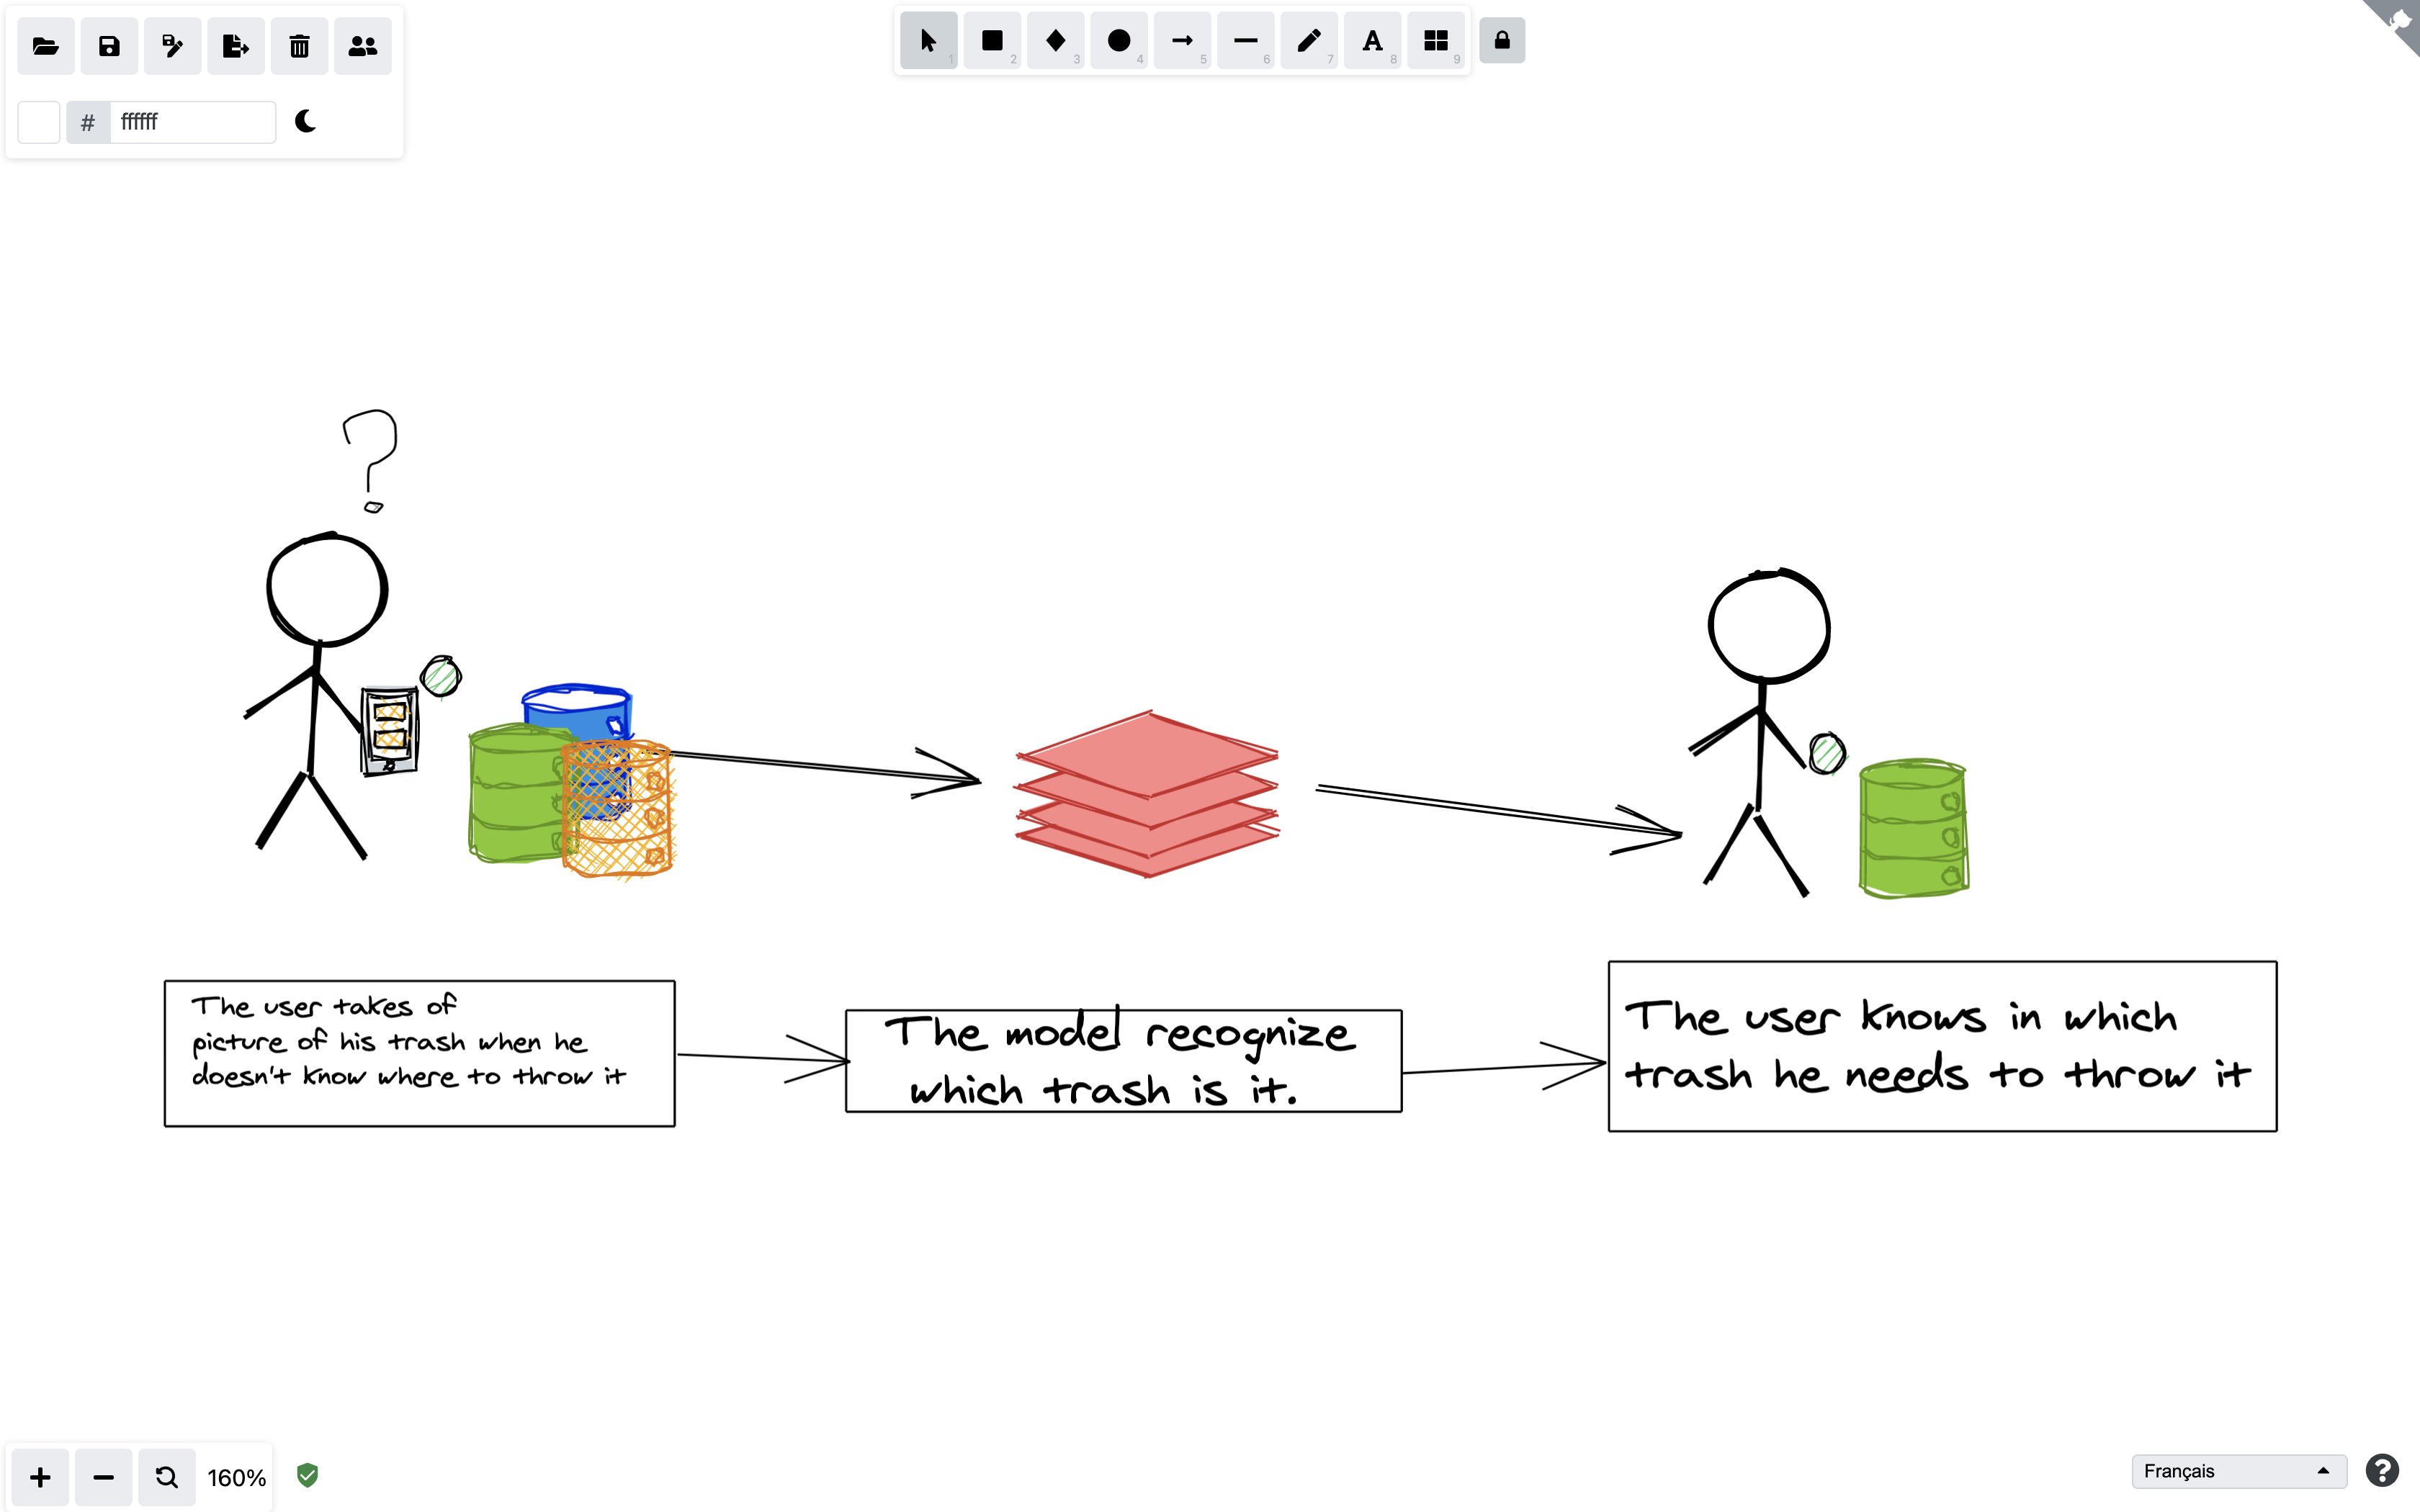 1
2
3
4
5
6
7
8
9
# ffffff
The user takes of
picture of his trash when he
doesn't know where to throw it
The model recognize
which trash is it.
The user knows in which
trash he needs to throw it
160%
Français